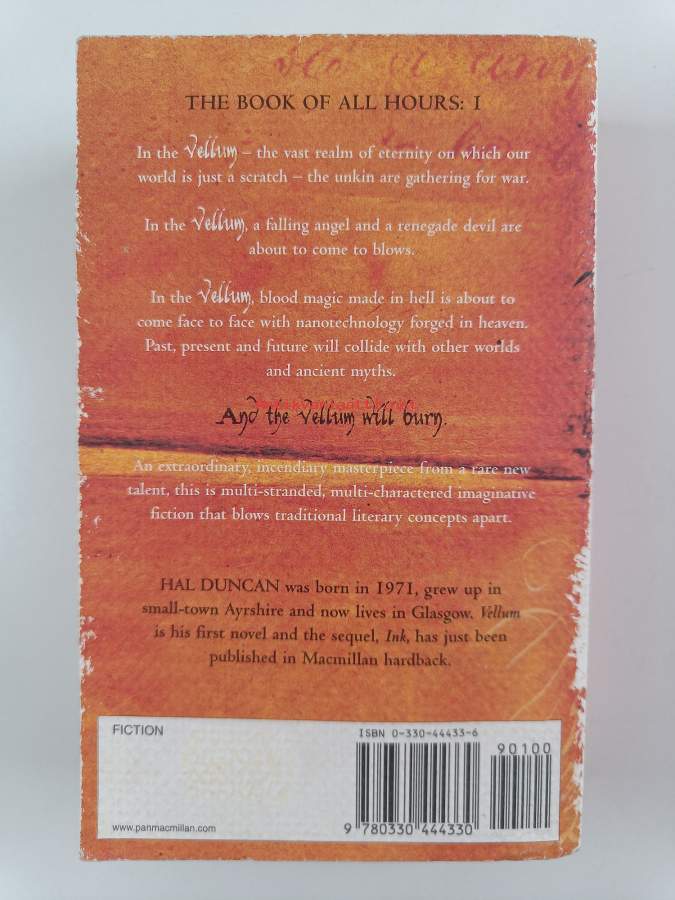 THE BOOK OF ALL HOURS: I
In the Vellum – the vast realm of eternity on which our
world is just a scratch – the unkin are gathering for war.
In the Vellum, a falling angel and a renegade devil are
about to come to blows.
In the Vellum, blood magic made in hell is about to
come face to face with nanotechnology forged in heaven.
Past, present and future will collide with other worlds
and ancient myths.
And the Vellum will burn.
An extraordinary, incendiary masterpiece from a rare new
talent, this is multi-stranded, multi-charactered imaginative
fiction that blows traditional literary concepts apart.
HAL DUNCAN was born in 1971, grew up in
small-town Ayrshire and now lives in Glasgow. Vellum
is his first novel and the sequel, Ink, has just been
published in Macmillan hardback.
FICTION
ISBN 0-330-44433-6
90100
9 780330 444330
www.panmacmillan.com